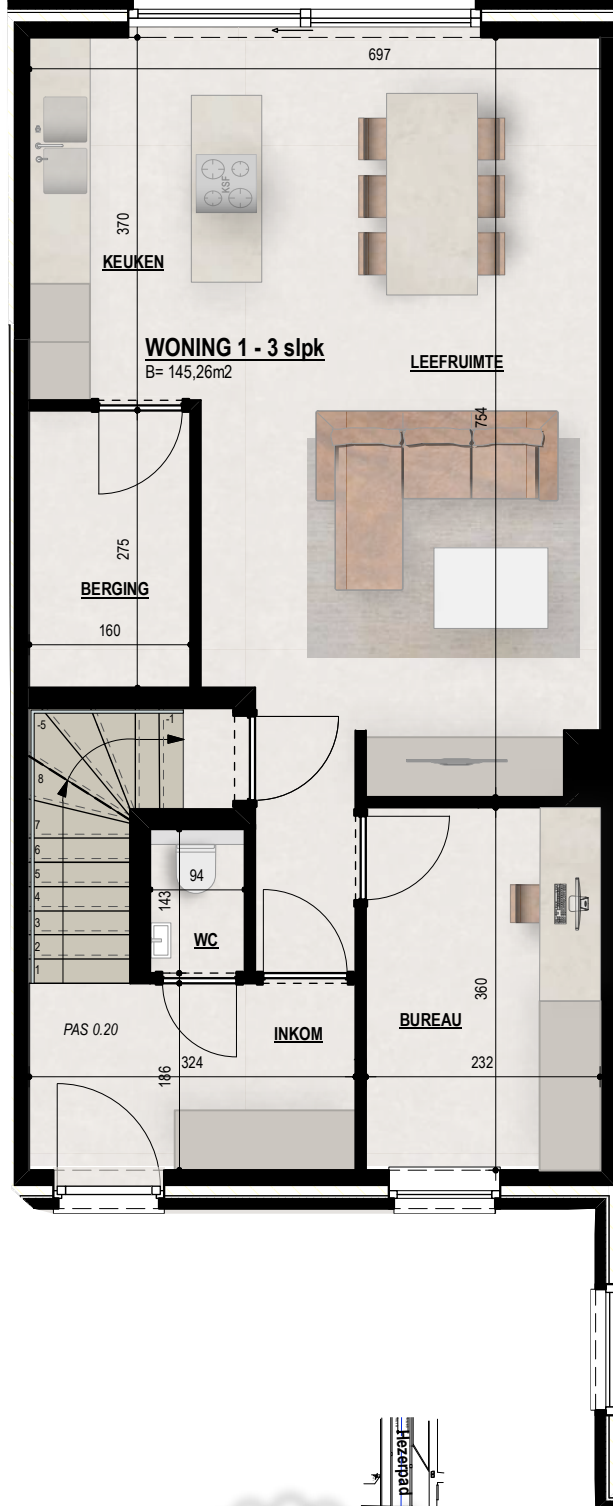 697
370
KSF
KEUKEN
WONING 1 - 3 slpk
B= 145,26m2
LEEFRUIMTE
754
275
BERGING
160
-5
-1
8
7
6
5
4
3
2
1
94
143
WC
360
PAS 0.20
INKOM
BUREAU
186
324
232
Hezerpad